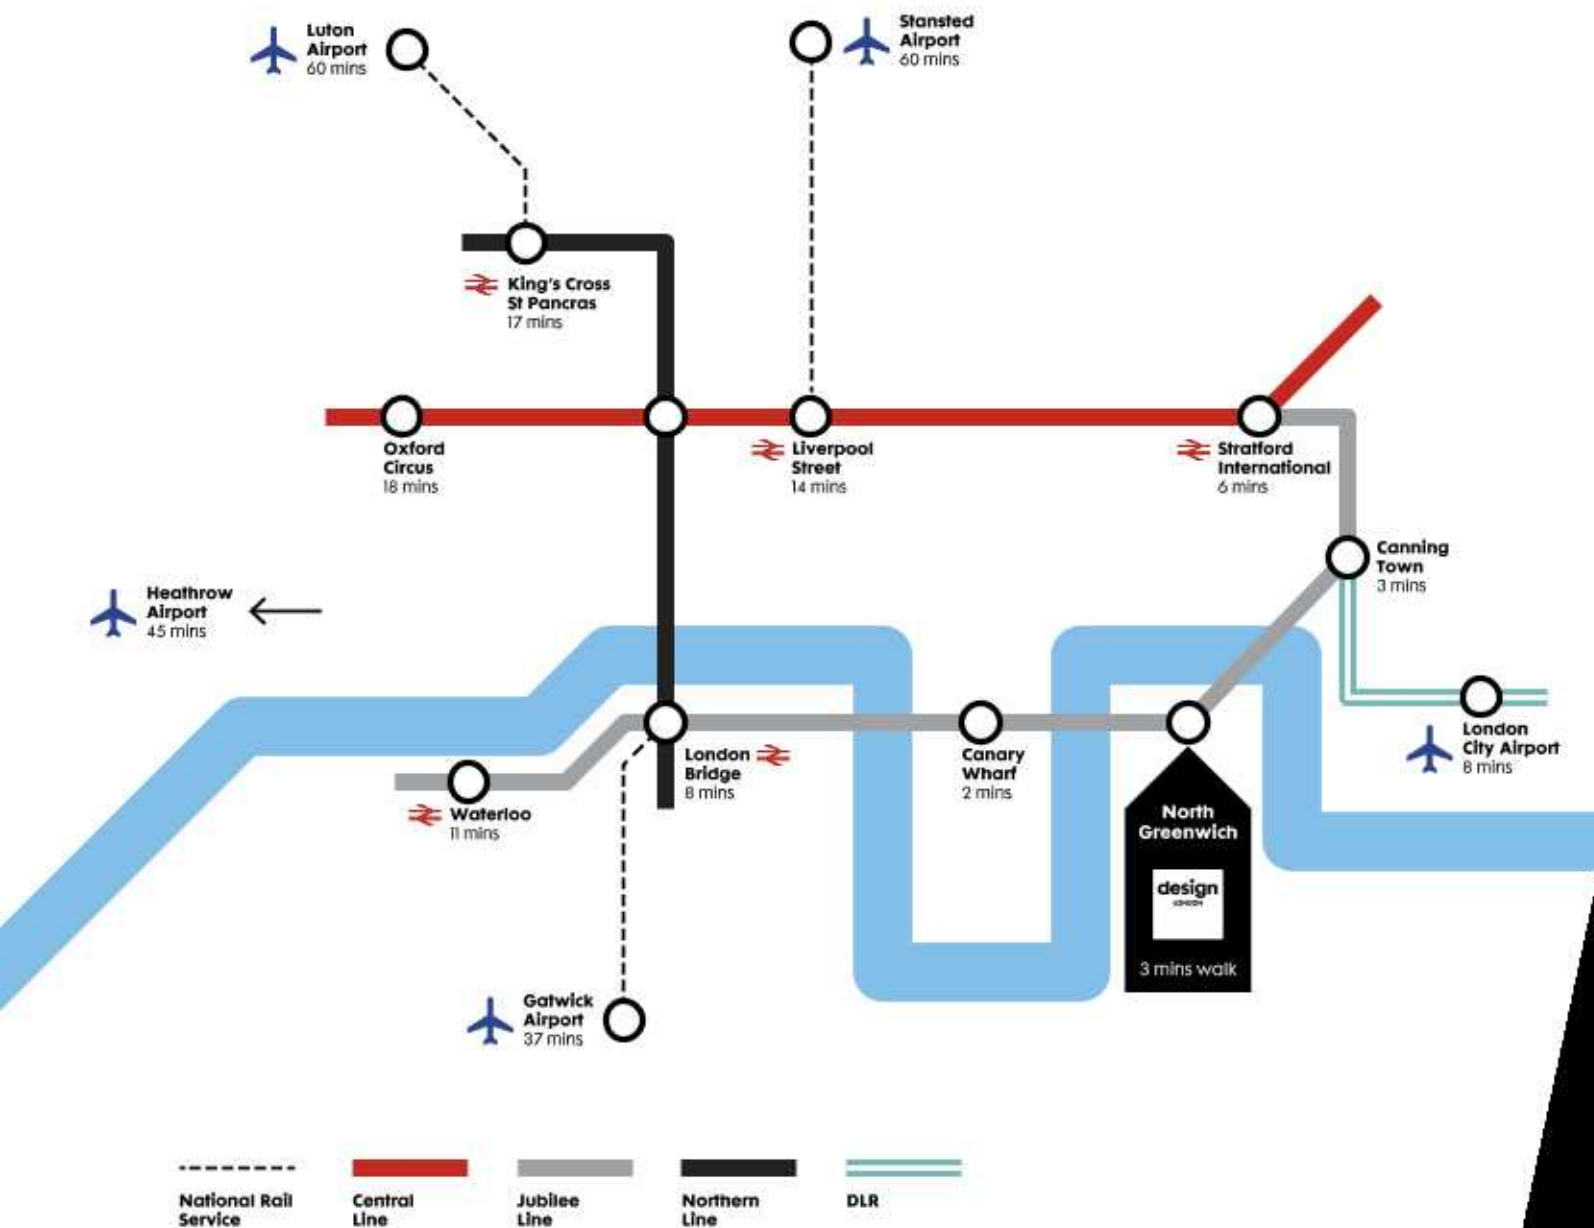 Luton
Airport
60 mins
Stansted
Airport
60 mins
King's Cross
St Pancras
17 mins
Oxford
Circus
18 mins
Liverpool
Street
14 mins
Stratford
International
6 mins
Canning
Town
3 mins
Heathrow
Airport
45 mins
London
City Airport
8 mins
London
Bridge
8 mins
Canary
Wharf
2 mins
Waterloo
11 mins
North
Greenwich
design
LONDON
3 mins walk
Gatwick
Airport
37 mins
National Rail
Service
Central
Line
Jubilee
Line
Northern
Line
DLR